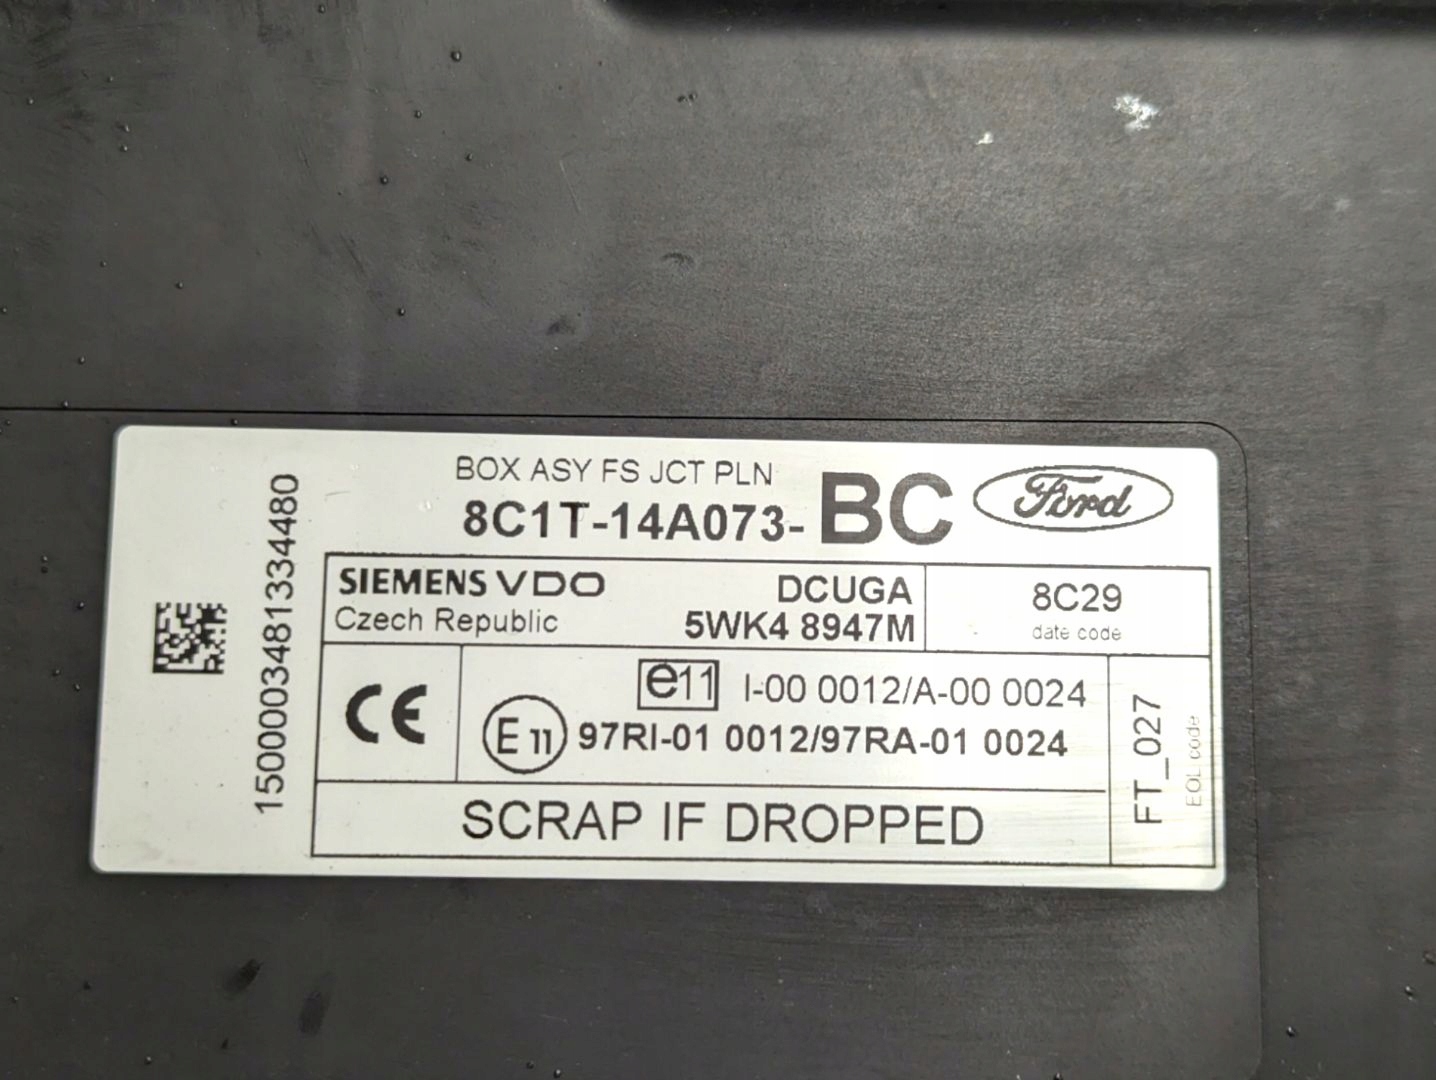 BOX ASY FS JCT PLN
8C1T-14A073-BC
Ford
SIEMENS VDO
Czech Republic
DCUGA
5WK4 8947M
8C29
date code
CE
e11 I-00 0012/A-00 0024
E11 97RI-01 0012/97RA-01 0024
SCRAP IF DROPPED
FT_027
EOL code
15000034813​34480